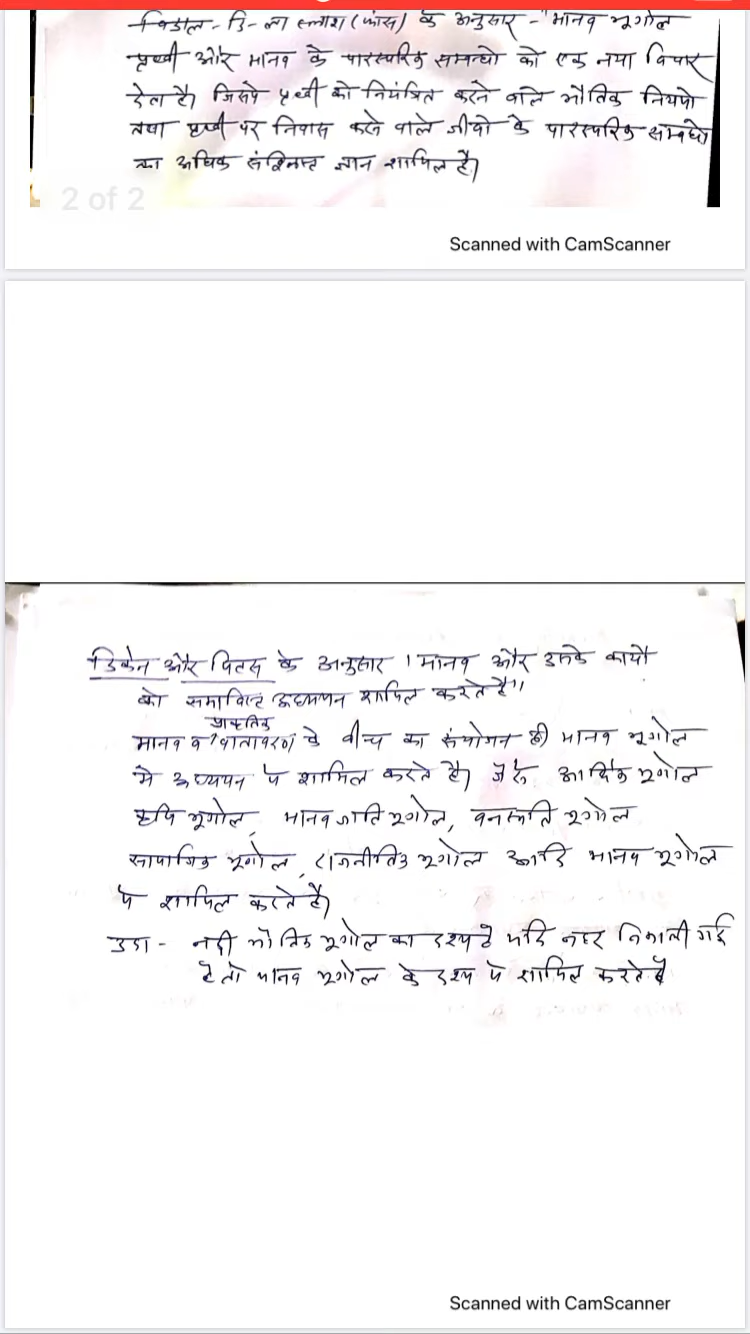 विडाल-डि-ला ब्लाश (फ्रांस) के अनुसार - "मानव भूगोल
पृथ्वी और मानव के पारस्परिक सम्बन्धो को एक नया विचार
देता है। जिसमे पृथ्वी को नियंत्रित करने वाले भौतिक नियमो
तथा पृथ्वी पर निवास करने वाले जीवो के पारस्परिक सम्बन्धो
का अधिक संश्लिष्ट ज्ञान शामिल है।
2 of 2
Scanned with CamScanner
डिकेन और पिट्स के अनुसार "मानव और उसके कार्यो
को समाविष्ट अध्ययन शामिल करते है"
प्राकृतिक
मानव व वातावरण के बीच का संयोजन ही मानव भूगोल
मे अध्ययन मे शामिल करते है। जैसे आर्थिक भूगोल
कृषि भूगोल, मानव जाति भूगोल, वनस्पति भूगोल
सामाजिक भूगोल, राजनीतिक भूगोल आदि मानव भूगोल
मे शामिल करते है।
उदा - नदी भौतिक भूगोल का दृश्य है यदि नहर निकाली गई
है तो मानव भूगोल के दृश्य मे शामिल करते है
Scanned with CamScanner